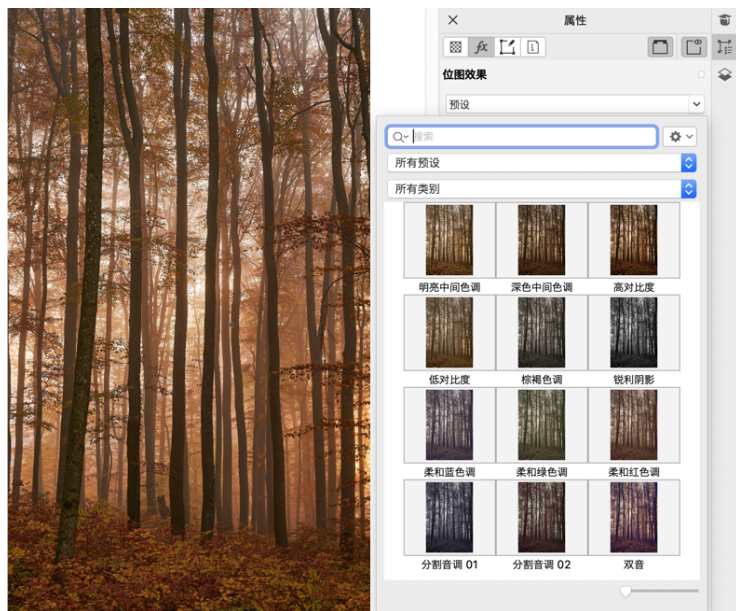 属性
位图效果
预设
搜索
所有预设
所有类别
明亮中间色调
深色中间色调
高对比度
低对比度
棕褐色调
锐利阴影
柔和蓝色调
柔和绿色调
柔和红色调
分割音调 01
分割音调 02
双音